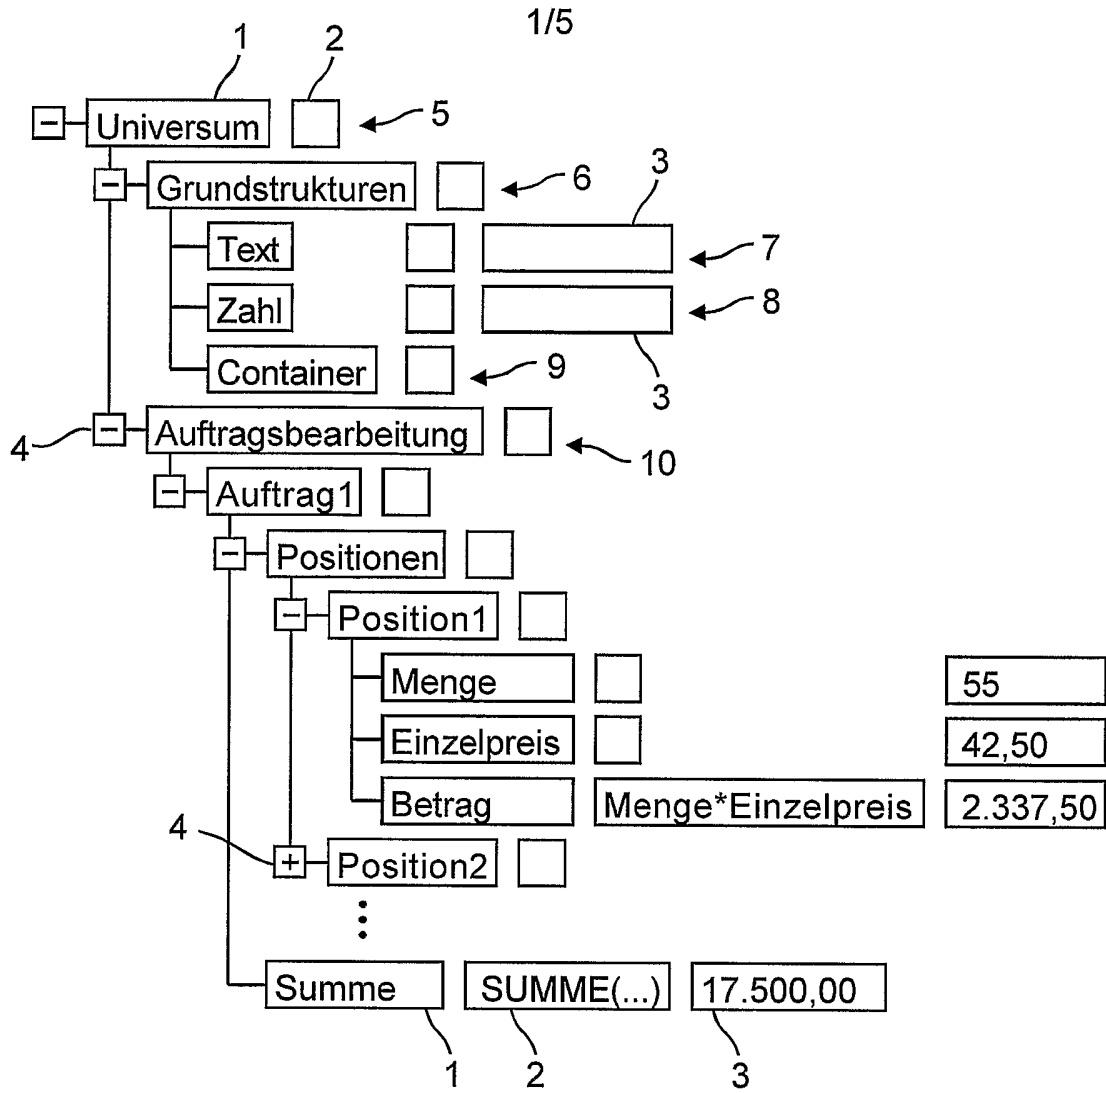 1/5
1 2
Universum 5
Grundstrukturen 6 3
Text 7
Zahl 8
Container 9 3
4 Auftragsbearbeitung 10
Auftrag1
Positionen
Position1
Menge 55
Einzelpreis 42,50
Betrag Menge*Einzelpreis 2.337,50
4 Position2
Summe SUMME(...) 17.500,00
1 2 3